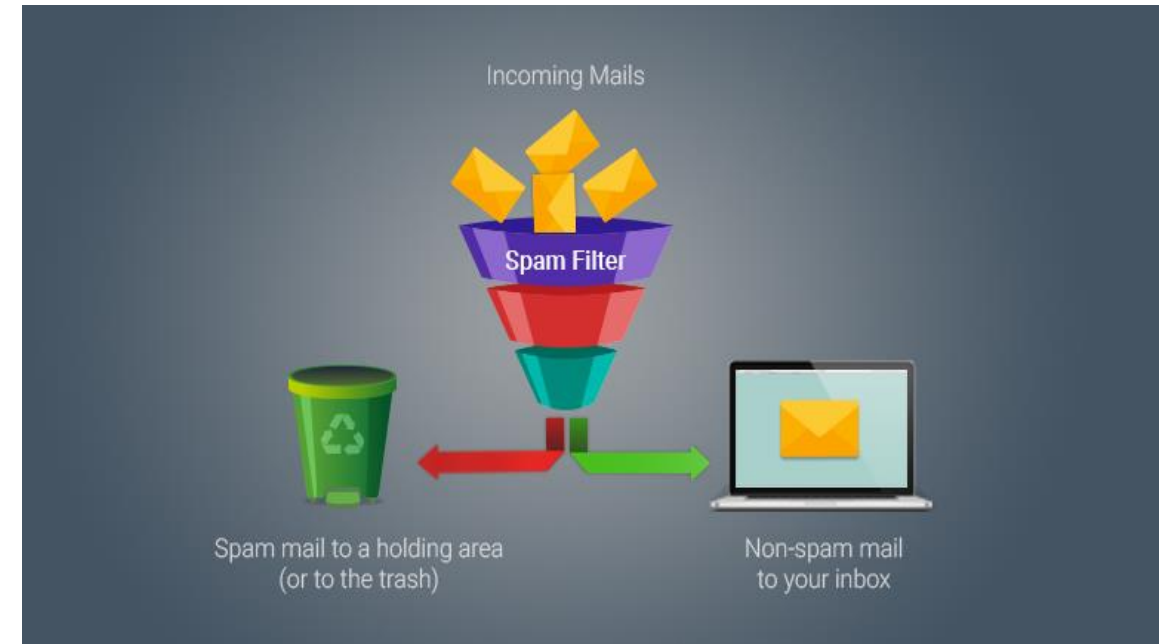 Incoming Mails
Spam Filter
Spam mail to a holding area
(or to the trash)
Non-spam mail
to your inbox